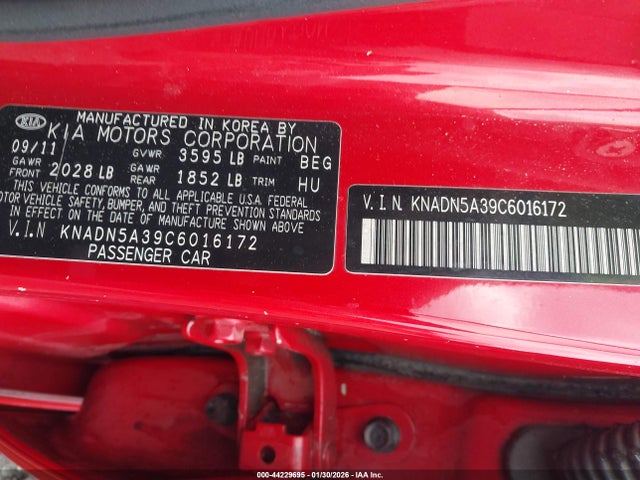 KIA
MANUFACTURED IN KOREA BY
KIA MOTORS CORPORATION
09/11 GVWR 3595 LB PAINT BEG
GAWR FRONT 2028 LB GAWR REAR 1852 LB TRIM HU
THIS VEHICLE CONFORMS TO ALL APPLICABLE U.S.A. FEDERAL
MOTOR VEHICLE SAFETY, BUMPER, AND THEFT PREVENTION STANDARDS
IN EFFECT ON THE DATE OF MANUFACTURE SHOWN ABOVE
V.I.N KNADN5A39C6016172
PASSENGER CAR
V.I.N KNADN5A39C6016172
000-44229695 - 01/30/2026 - IAA Inc.